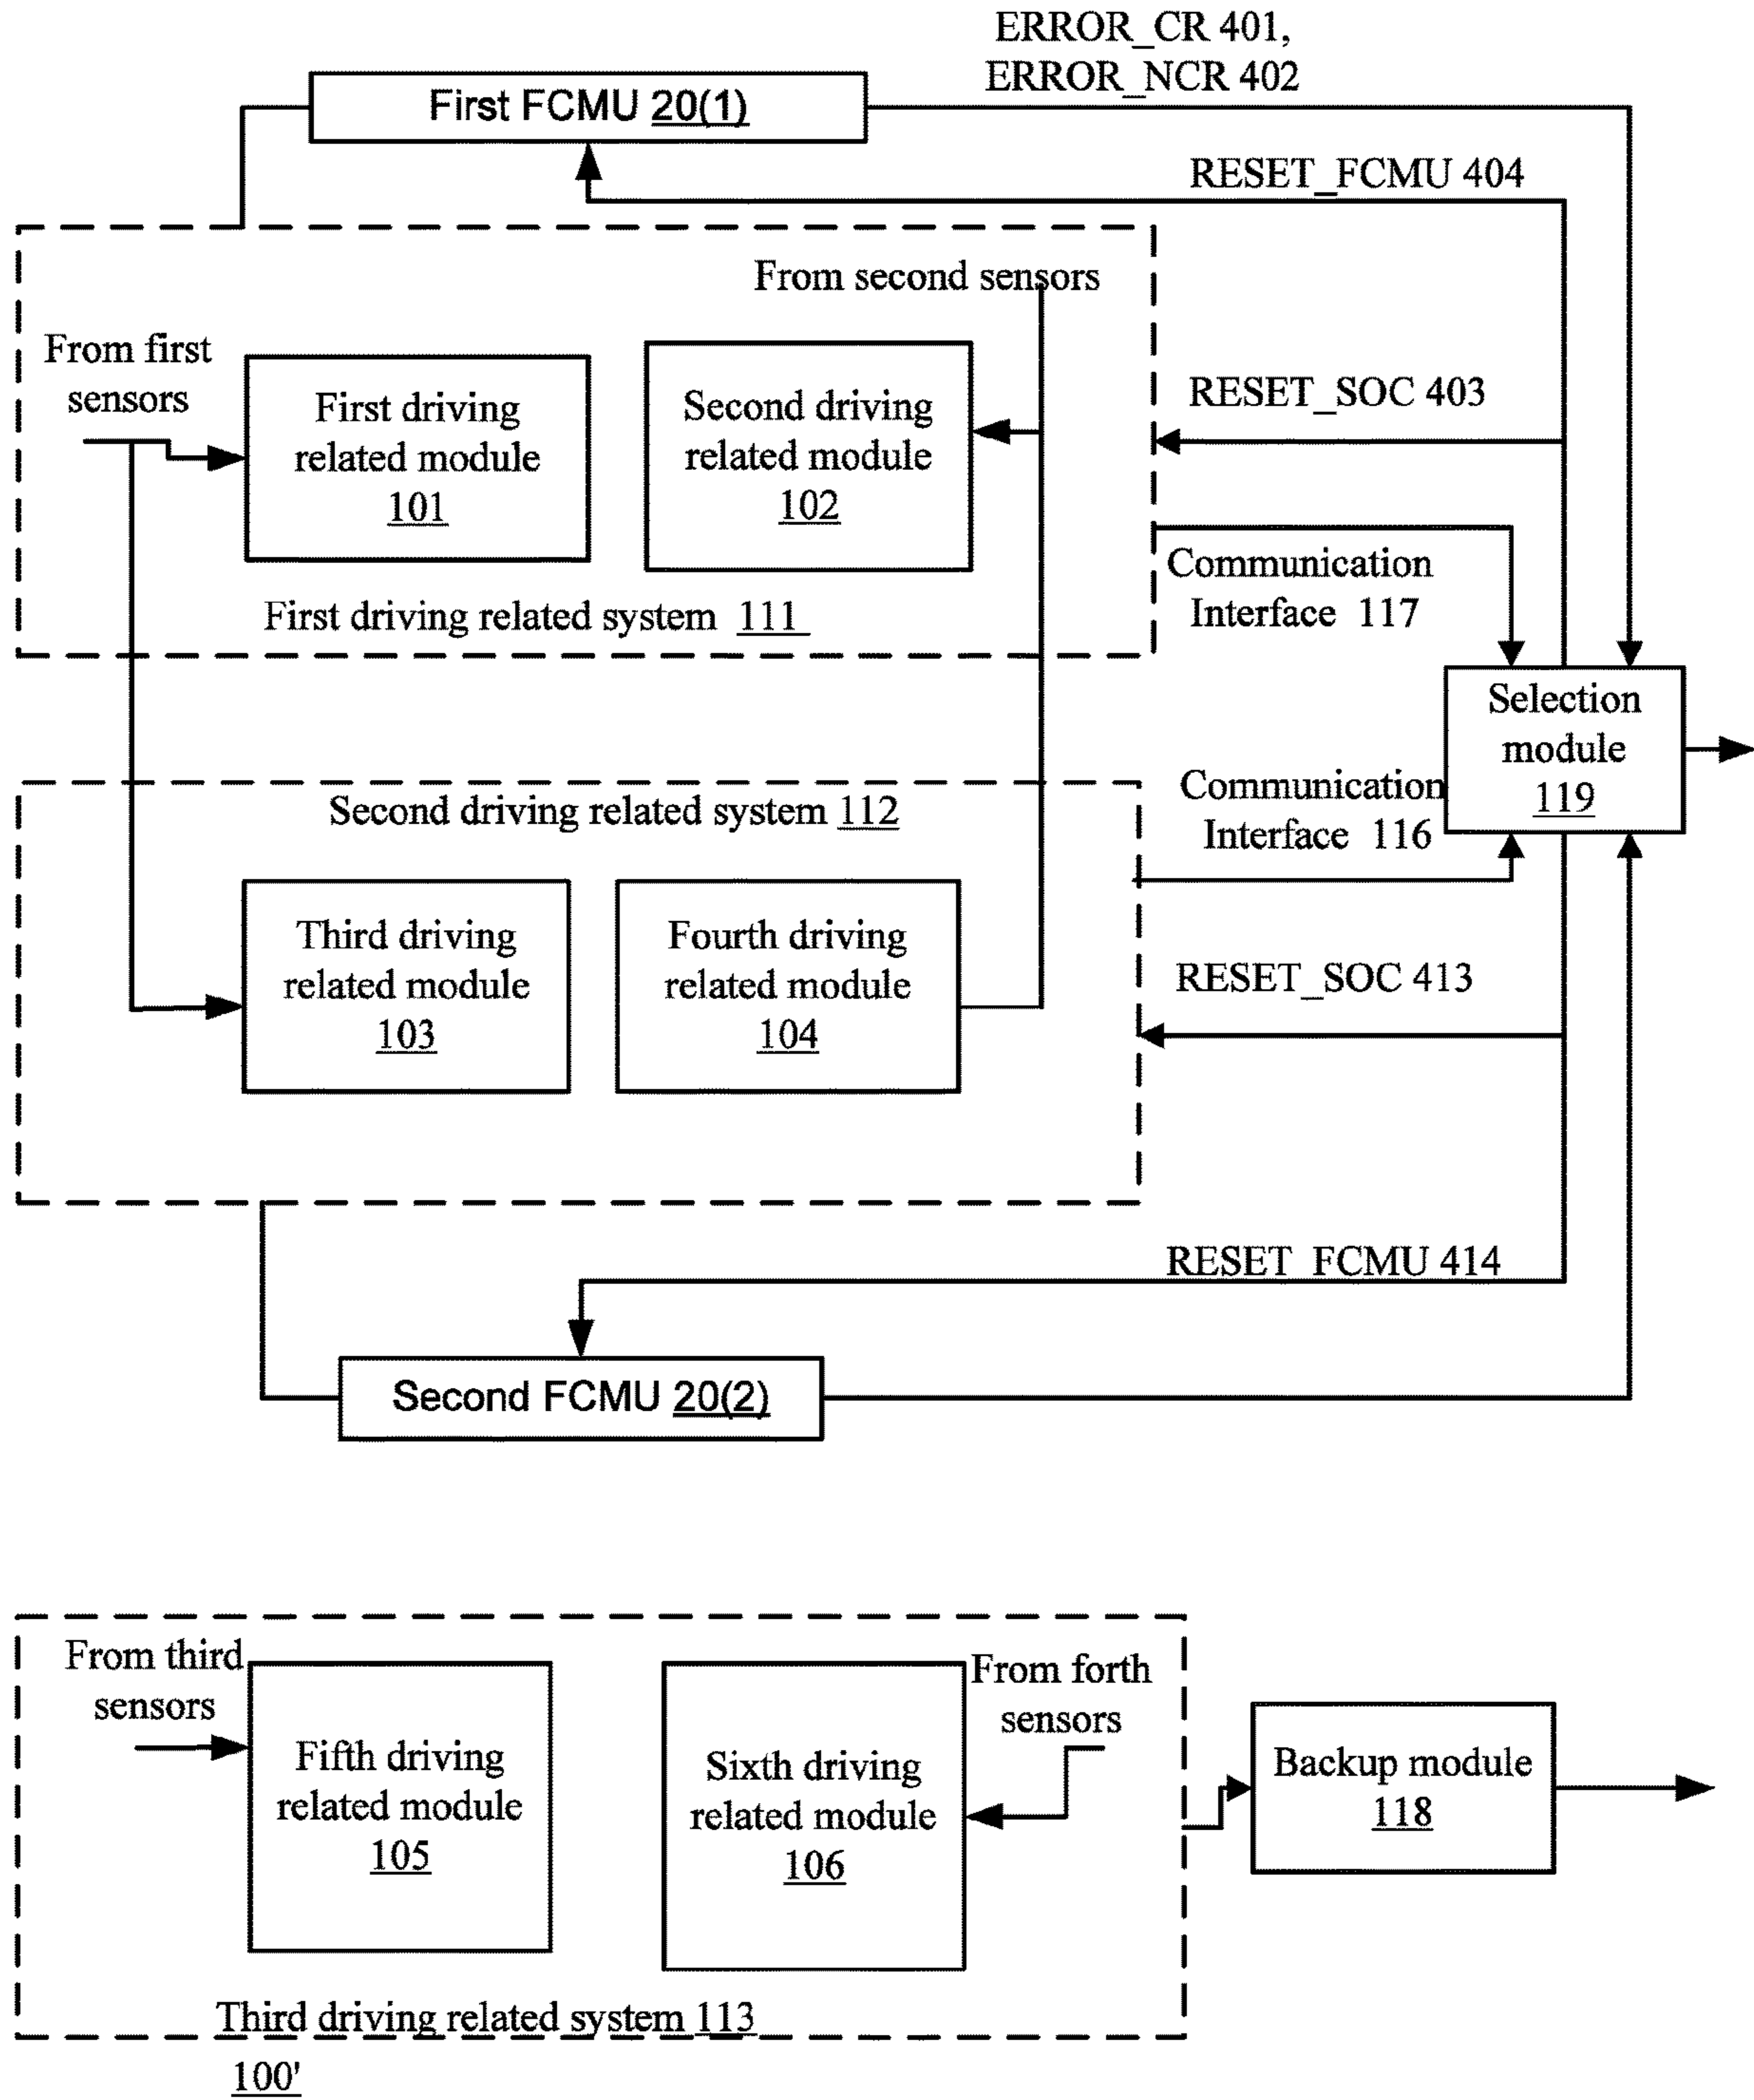 ERROR_CR 401,
ERROR_NCR 402
First FCMU 20(1)
RESET_FCMU 404
From second sensors
From first
sensors
First driving
related module
101
Second driving
related module
102
RESET_SOC 403
Communication
Interface 117
First driving related system 111
Selection
module
119
Second driving related system 112
Communication
Interface 116
Third driving
related module
103
Fourth driving
related module
104
RESET_SOC 413
RESET_FCMU 414
Second FCMU 20(2)
From third
sensors
Fifth driving
related module
105
Sixth driving
related module
106
From forth
sensors
Backup module
118
Third driving related system 113
100'